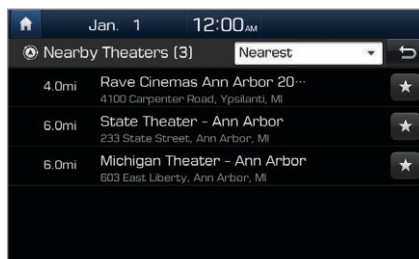 Jan. 1 12:00 AM
Nearby Theaters (3) Nearest
4.0mi Rave Cinemas Ann Arbor 20···
4100 Carpenter Road, Ypsilanti, MI
6.0mi State Theater - Ann Arbor
233 State Street, Ann Arbor, MI
6.0mi Michigan Theater - Ann Arbor
603 East Liberty, Ann Arbor, MI